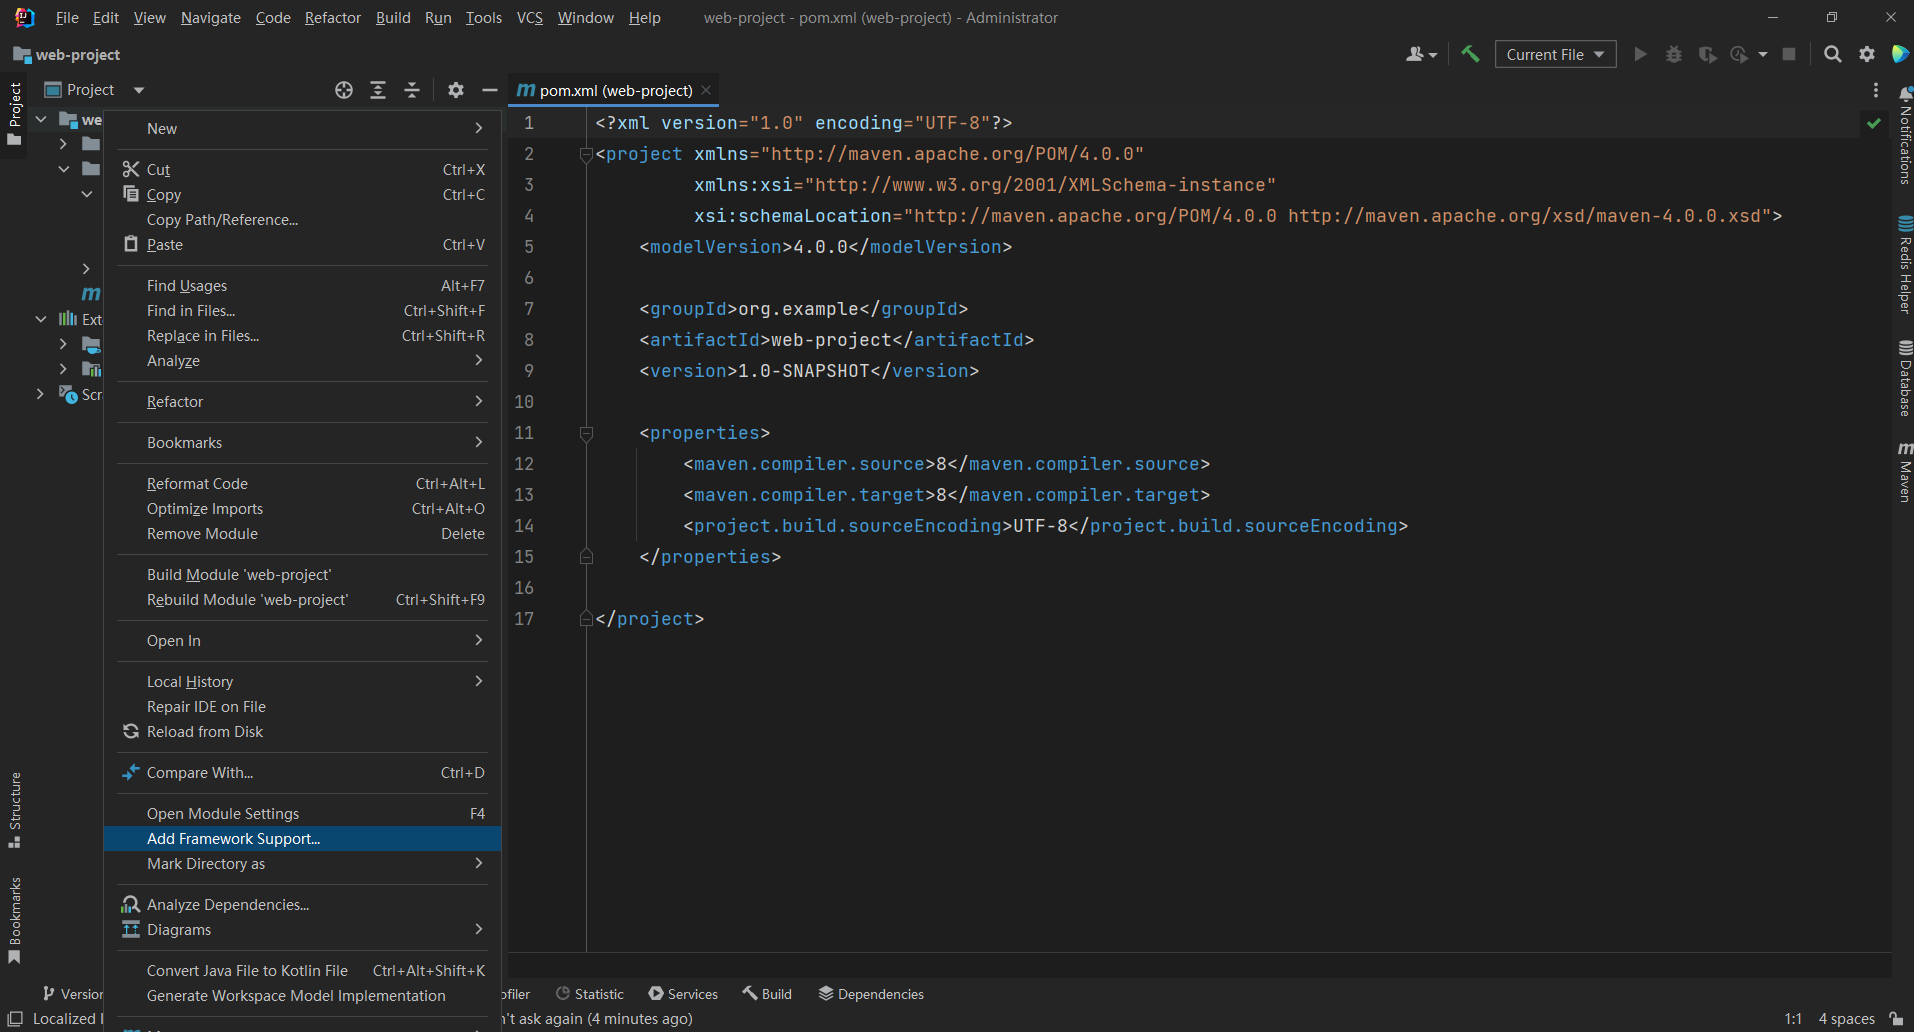 File Edit View Navigate Code Refactor Build Run Tools VCS Window Help web-project - pom.xml (web-project) - Administrator
web-project
Current File
Project
pom.xml (web-project)
Project
Structure
Bookmarks
we
Ext
Scr
New
Cut Ctrl+X
Copy Ctrl+C
Copy Path/Reference...
Paste Ctrl+V
Find Usages Alt+F7
Find in Files... Ctrl+Shift+F
Replace in Files... Ctrl+Shift+R
Analyze
Refactor
Bookmarks
Reformat Code Ctrl+Alt+L
Optimize Imports Ctrl+Alt+O
Remove Module Delete
Build Module 'web-project'
Rebuild Module 'web-project' Ctrl+Shift+F9
Open In
Local History
Repair IDE on File
Reload from Disk
Compare With... Ctrl+D
Open Module Settings F4
Add Framework Support...
Mark Directory as
Analyze Dependencies...
Diagrams
Convert Java File to Kotlin File Ctrl+Alt+Shift+K
Generate Workspace Model Implementation
1 <?xml version="1.0" encoding="UTF-8"?>
2 <project xmlns="http://maven.apache.org/POM/4.0.0"
3 xmlns:xsi="http://www.w3.org/2001/XMLSchema-instance"
4 xsi:schemaLocation="http://maven.apache.org/POM/4.0.0 http://maven.apache.org/xsd/maven-4.0.0.xsd">
5 <modelVersion>4.0.0</modelVersion>
6
7 <groupId>org.example</groupId>
8 <artifactId>web-project</artifactId>
9 <version>1.0-SNAPSHOT</version>
10
11 <properties>
12 <maven.compiler.source>8</maven.compiler.source>
13 <maven.compiler.target>8</maven.compiler.target>
14 <project.build.sourceEncoding>UTF-8</project.build.sourceEncoding>
15 </properties>
16
17 </project>
Notifications
Redis Helper
Database
Maven
Version
ofiler Statistic Services Build Dependencies
Localized
n't ask again (4 minutes ago) 1:1 4 spaces